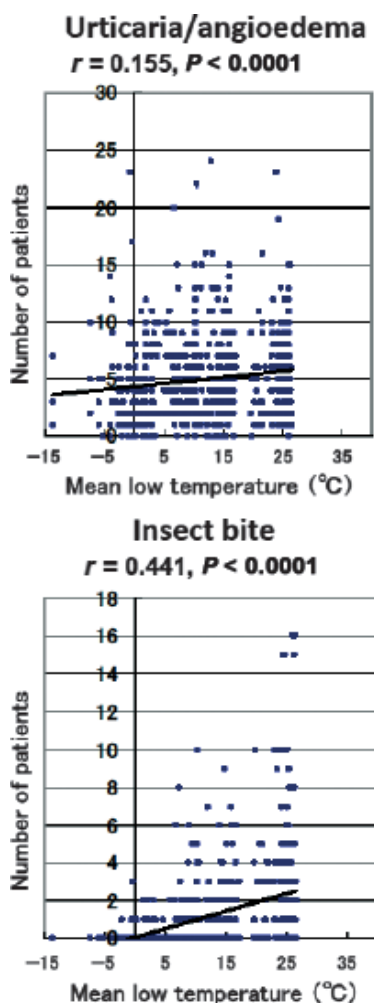 Urticaria/angioedema
r = 0.155, P < 0.0001
30
25
20
15
10
5
0
−15 −5 5 15 25 35
Number of patients
Mean low temperature (℃)
Insect bite
r = 0.441, P < 0.0001
18
16
14
12
10
8
6
4
2
0
−15 −5 5 15 25 35
Number of patients
Mean low temperature (℃)